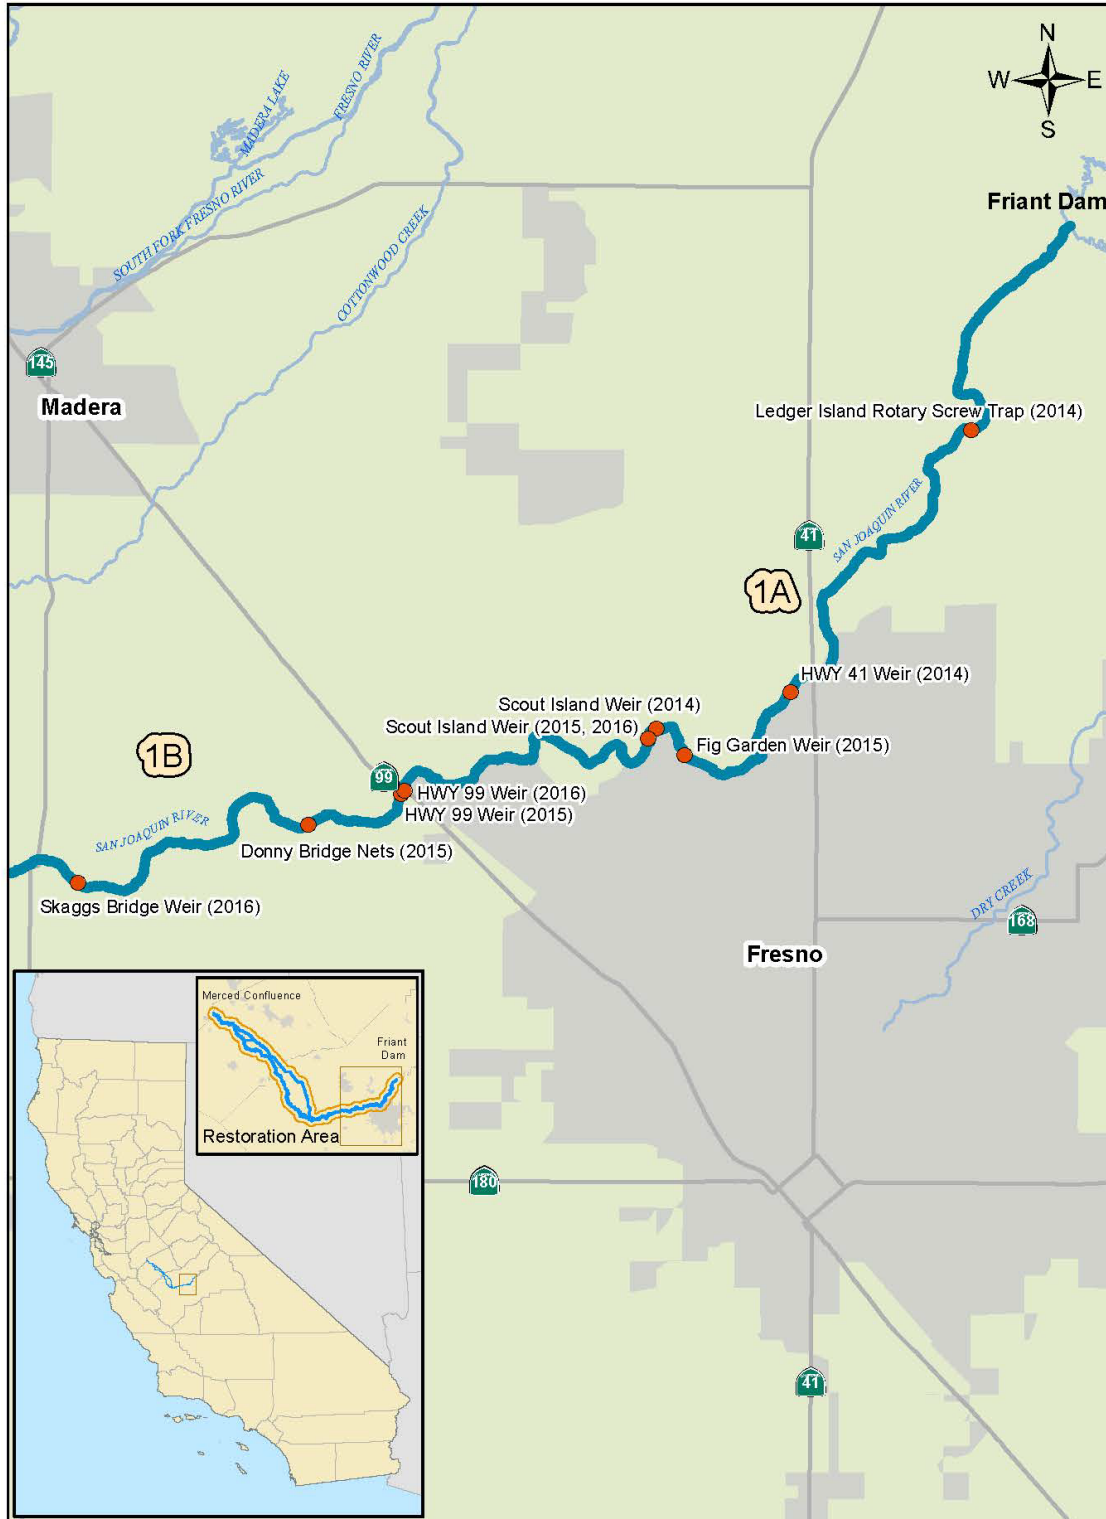 N
W E
S
MADERA LAKE
FRESNO RIVER
SOUTH FORK FRESNO RIVER
COTTONWOOD CREEK
Friant Dam
145
Madera
Ledger Island Rotary Screw Trap (2014)
SAN JOAQUIN RIVER
41
1A
HWY 41 Weir (2014)
Scout Island Weir (2014)
Scout Island Weir (2015, 2016)
Fig Garden Weir (2015)
1B
99
HWY 99 Weir (2016)
HWY 99 Weir (2015)
SAN JOAQUIN RIVER
Donny Bridge Nets (2015)
Skaggs Bridge Weir (2016)
DRY CREEK
168
Fresno
Merced Confluence
Friant
Dam
Restoration Area
180
41